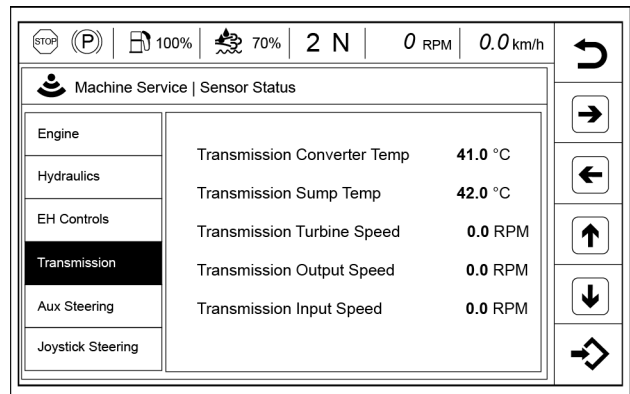 STOP (P) 100% 70% 2 N 0 RPM 0.0 km/h
Machine Service | Sensor Status
Engine
Hydraulics
EH Controls
Transmission
Aux Steering
Joystick Steering
Transmission Converter Temp 41.0 °C
Transmission Sump Temp 42.0 °C
Transmission Turbine Speed 0.0 RPM
Transmission Output Speed 0.0 RPM
Transmission Input Speed 0.0 RPM